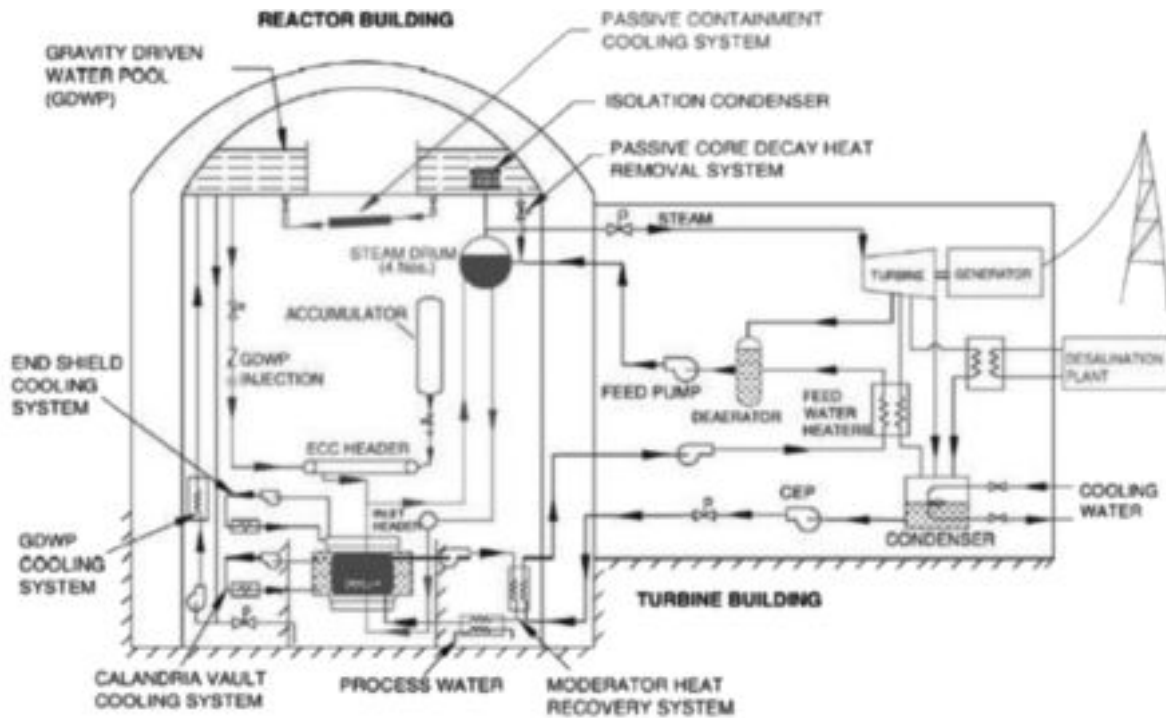 REACTOR BUILDING
PASSIVE CONTAINMENT
COOLING SYSTEM
GRAVITY DRIVEN
WATER POOL
(GDWP)
ISOLATION CONDENSER
PASSIVE CORE DECAY HEAT
REMOVAL SYSTEM
P
STEAM
STEAM DRUM
(4 Nos.)
TURBINE
GENERATOR
ACCUMULATOR
GDWP
INJECTION
END SHIELD
COOLING
SYSTEM
FEED PUMP
DEAERATOR
FEED
WATER
HEATERS
DESALINATION
PLANT
ECC HEADER
INLET
HEADER
P
CEP
COOLING
WATER
CONDENSER
GDWP
COOLING
SYSTEM
P
TURBINE BUILDING
CALANDRIA VAULT
COOLING SYSTEM
PROCESS WATER
MODERATOR HEAT
RECOVERY SYSTEM